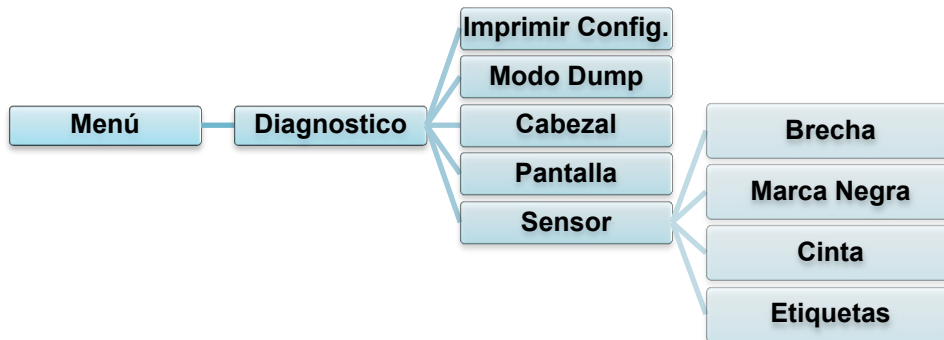 Menú
Diagnostico
Imprimir Config.
Modo Dump
Cabezal
Pantalla
Sensor
Brecha
Marca Negra
Cinta
Etiquetas